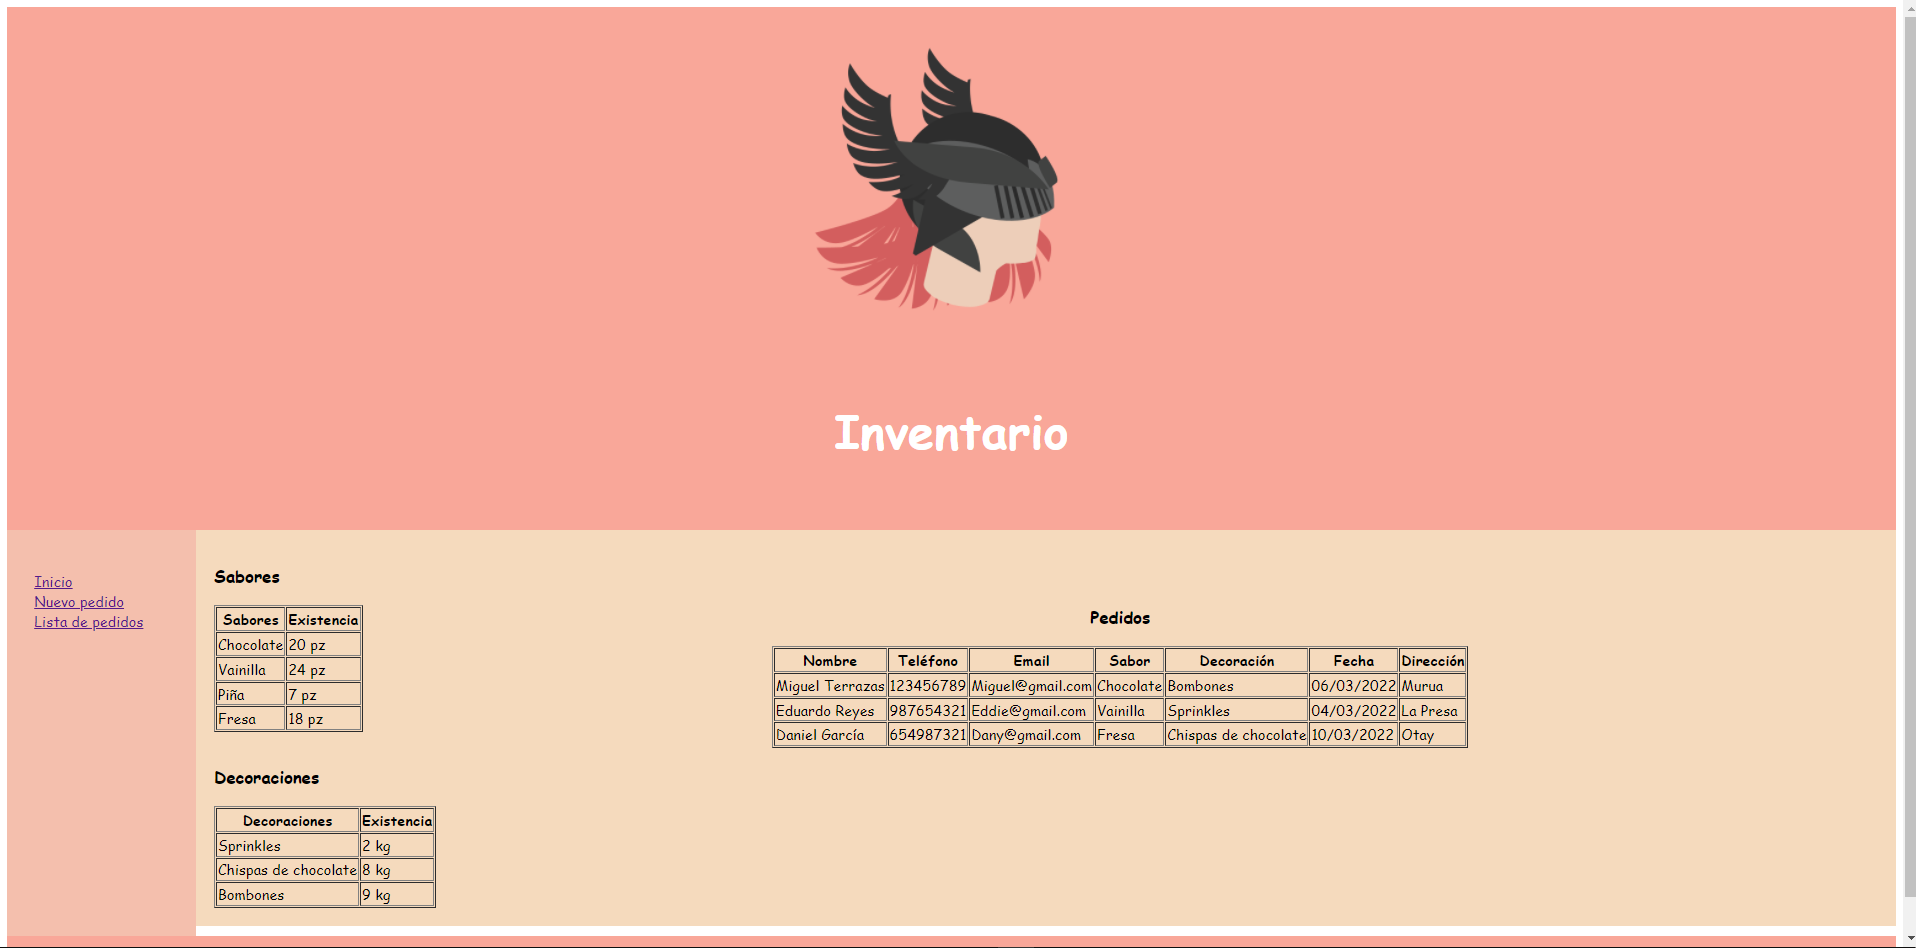 Inventario
Inicio
Nuevo pedido
Lista de pedidos
Sabores
Sabores Existencia
Chocolate 20 pz
Vainilla 24 pz
Piña 7 pz
Fresa 18 pz
Decoraciones
Decoraciones Existencia
Sprinkles 2 kg
Chispas de chocolate 8 kg
Bombones 9 kg
Pedidos
Nombre Teléfono Email Sabor Decoración Fecha Dirección
Miguel Terrazas 123456789 Miguel@gmail.com Chocolate Bombones 06/03/2022 Murua
Eduardo Reyes 987654321 Eddie@gmail.com Vainilla Sprinkles 04/03/2022 La Presa
Daniel García 654987321 Dany@gmail.com Fresa Chispas de chocolate 10/03/2022 Otay